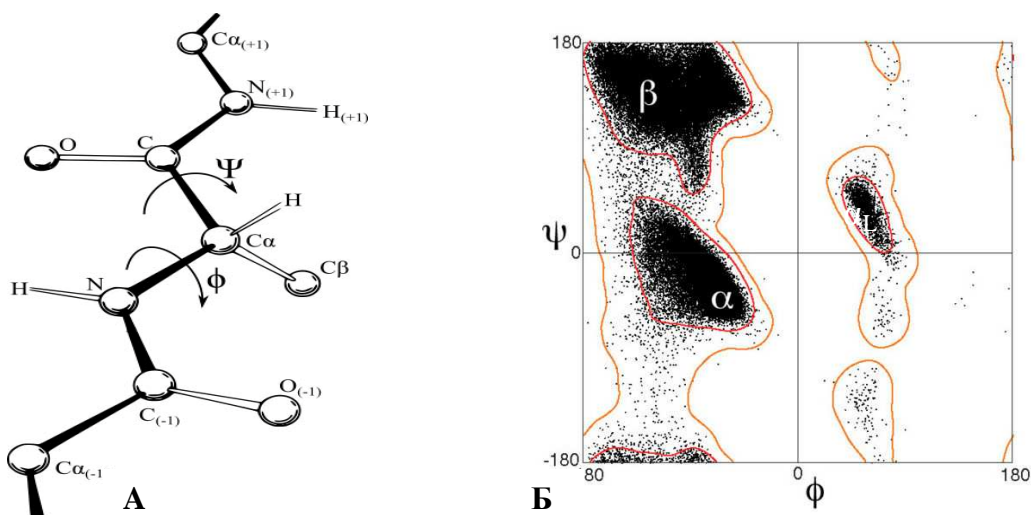 Cα(+1)
N(+1)
H(+1)
O
C
Ψ
H
Cα
Cβ
N
H
ϕ
O(-1)
C(-1)
Cα(-1
А
180
β
L
ψ
0
α
-180
80
0
180
ϕ
Б